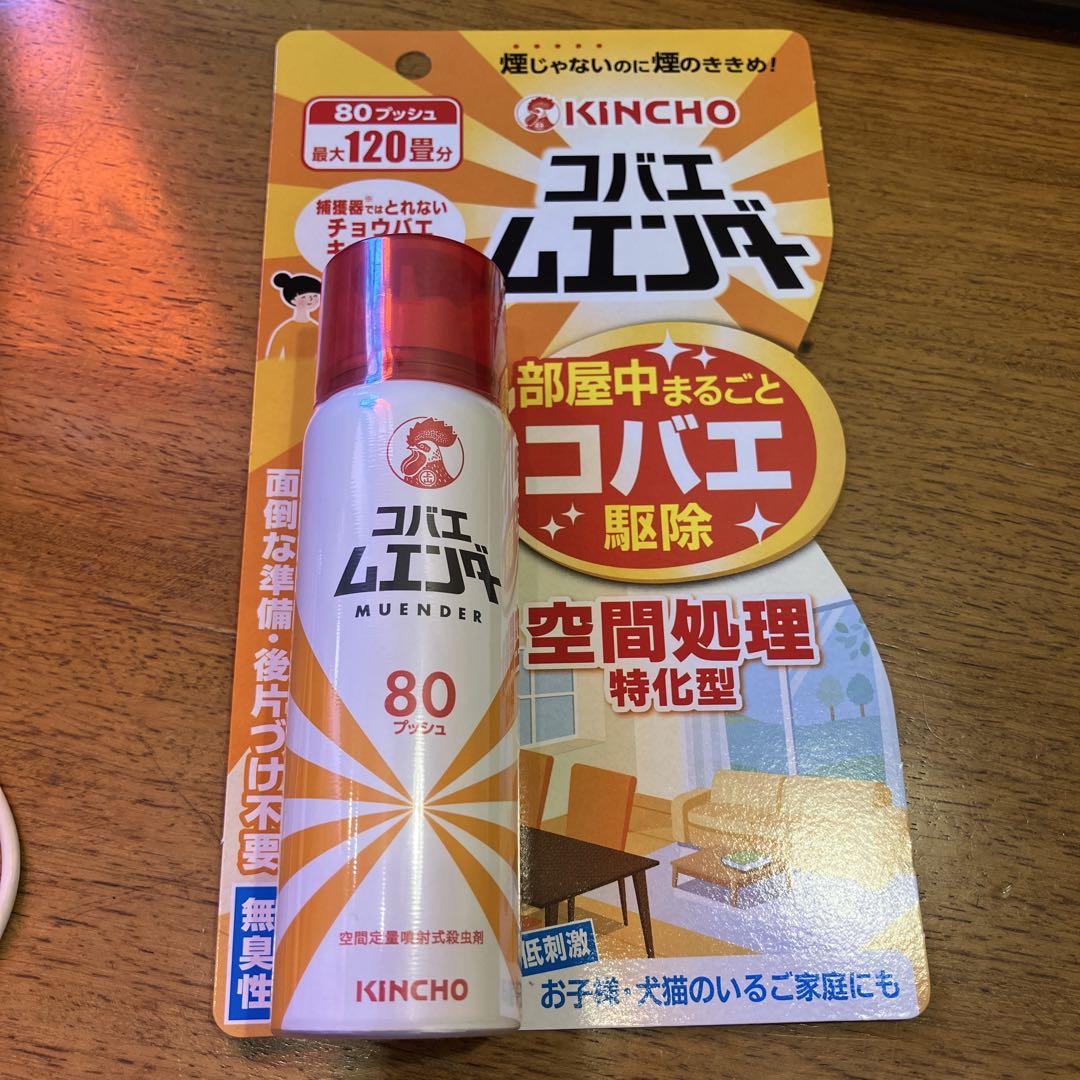 煙じゃないのに煙のききめ!
KINCHO
コバエ
ムエンダー
80プッシュ
最大120畳分
捕獲器※ではとれない
チョウバエ
キ
部屋中まるごと
コバエ
駆除
空間処理
特化型
面倒な準備・後片づけ不要
無臭性
低刺激
お子様・犬猫のいるご家庭にも
コバエ
ムエンダー
MUENDER
80
プッシュ
空間定量噴射式殺虫剤
KINCHO